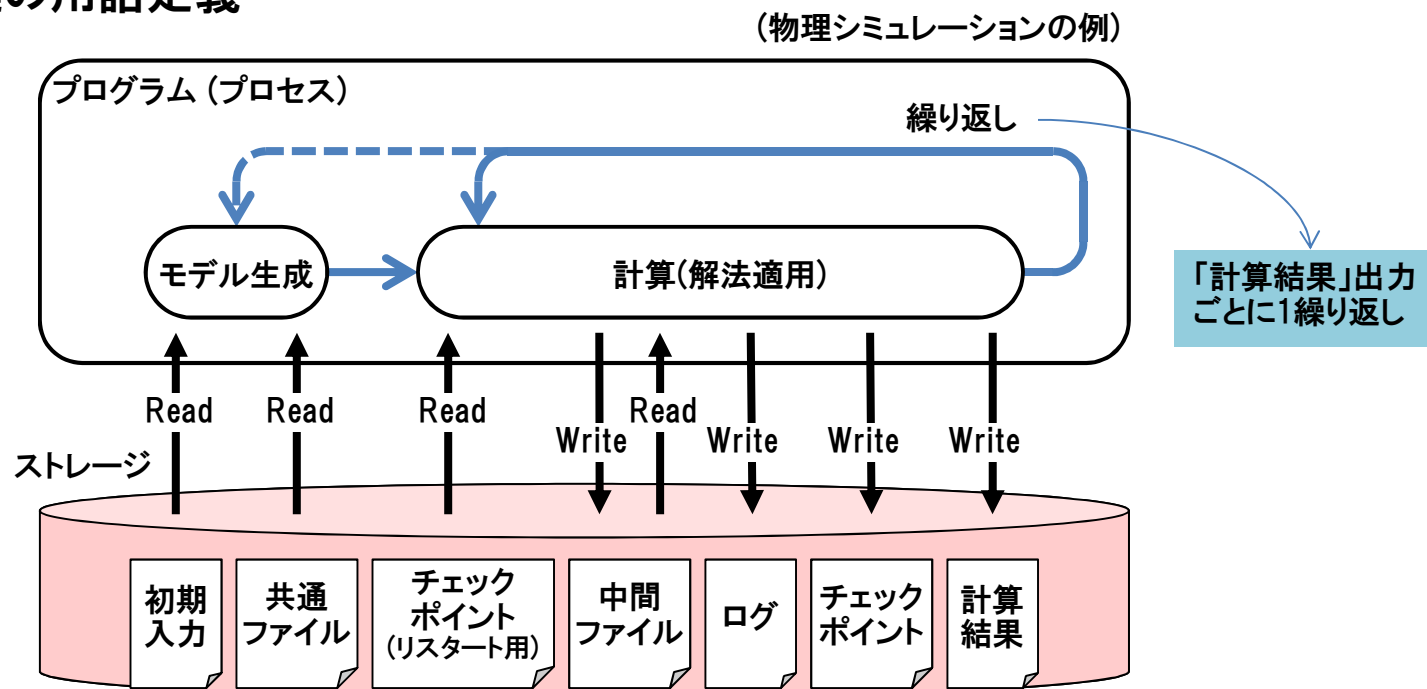 の用語定義
(物理シミュレーションの例)
プログラム (プロセス)
繰り返し
モデル生成
計算(解法適用)
「計算結果」出力
ごとに1繰り返し
Read
Read
Read
Write
Read
Write
Write
Write
ストレージ
初期
入力
共通
ファイル
チェック
ポイント
(リスタート用)
中間
ファイル
ログ
チェック
ポイント
計算
結果